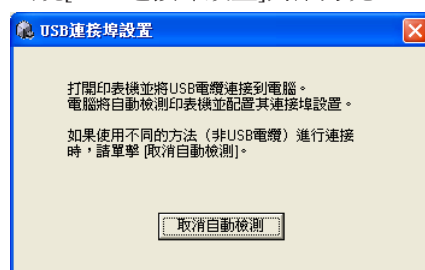 USB連接埠設置
打開印表機並將USB電纜連接到電腦。
電腦將自動檢測印表機並配置其連接埠設置。
如果使用不同的方法（非USB電纜）進行連接
時，請單擊 [取消自動檢測]。
取消自動檢測